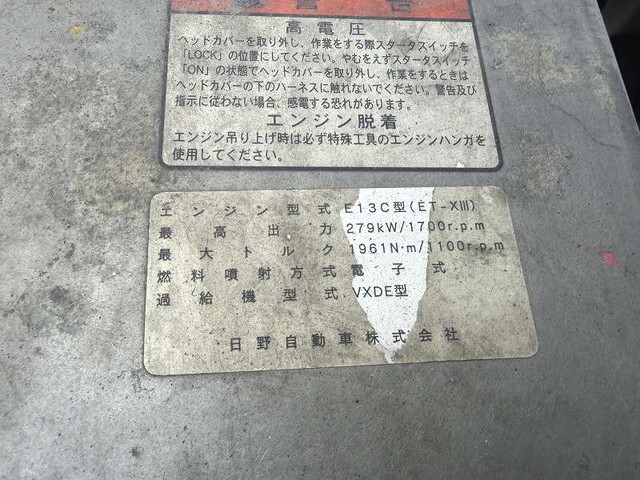 警告
高電圧
ヘッドカバーを取り外し、作業をする際スタータスイッチを
「LOCK」の位置にしてください。やむをえずスタータスイッチ
「ON」の状態でヘッドカバーを取り外し、作業をするときは
ヘッドカバーの下のハーネスに触れないでください。警告及び
指示に従わない場合、感電する恐れがあります。
エンジン脱着
エンジン吊り上げ時は必ず特殊工具のエンジンハンガを
使用してください。
エンジン型式 E13C型(ET-XIII)
最高出力 279kW/1700r.p.m
最大トルク 1961N·m/1100r.p.m
燃料噴射方式 電子式
過給機型式 VXDE型
日野自動車株式会社